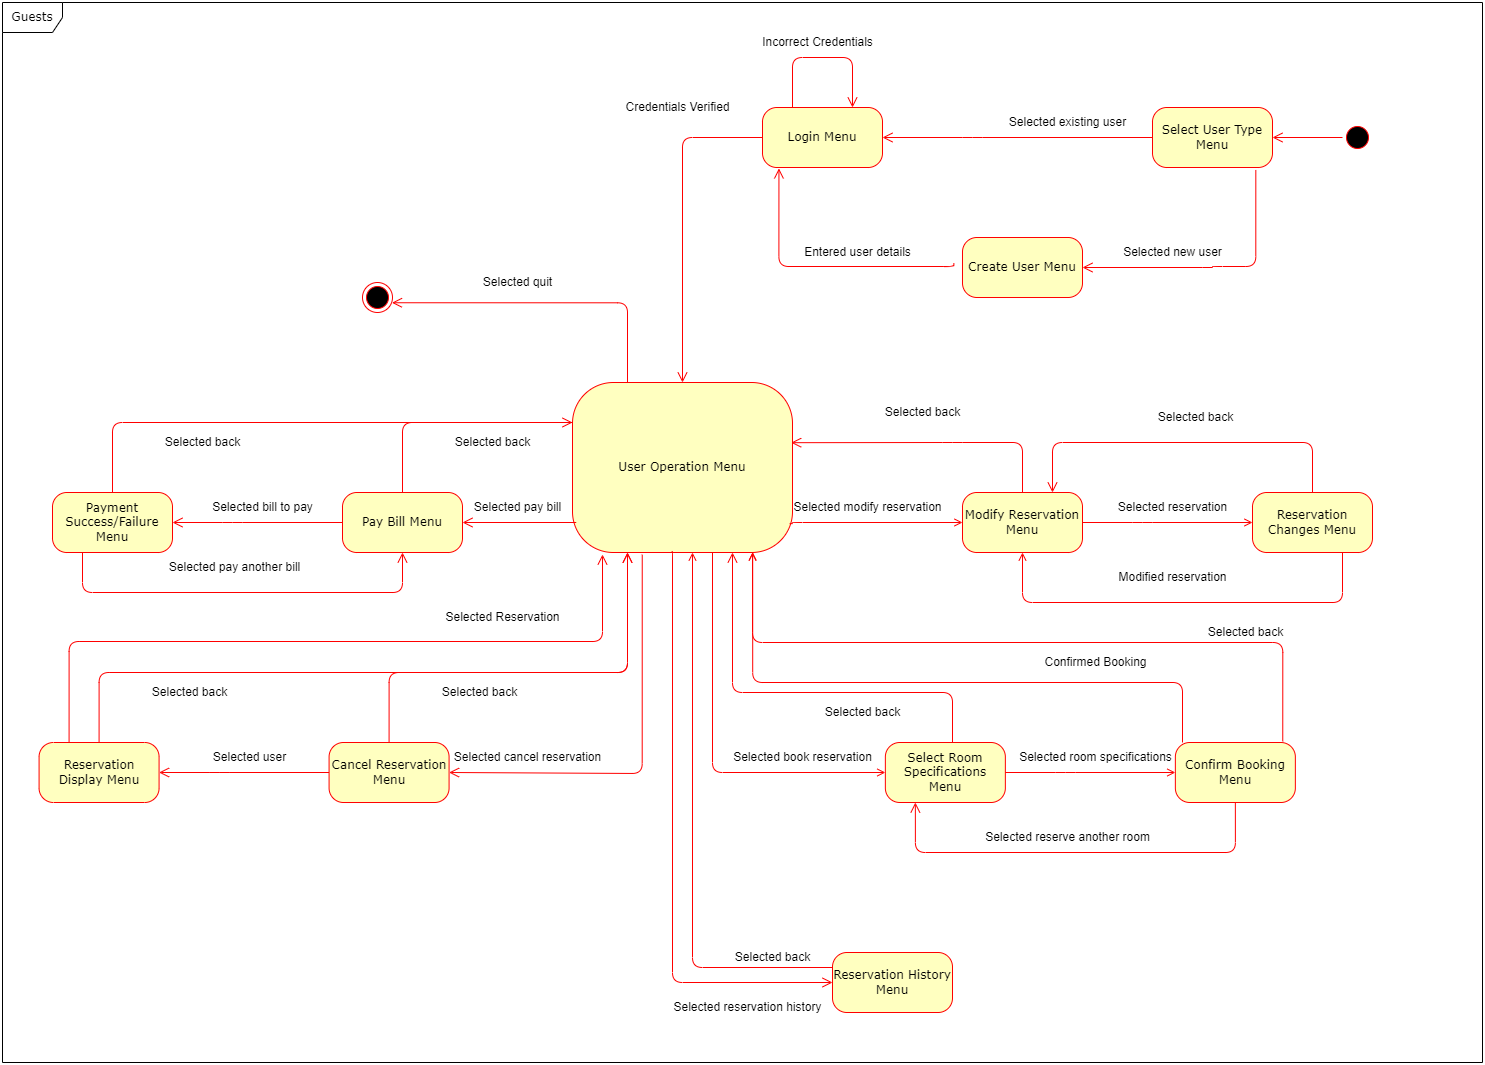 Guests
Incorrect Credentials
Credentials Verified
Login Menu
Selected existing user
Select User Type
Menu
Entered user details
Create User Menu
Selected new user
Selected quit
User Operation Menu
Selected back
Selected back
Selected back
Selected back
Payment
Success/Failure
Menu
Selected bill to pay
Pay Bill Menu
Selected pay bill
Selected modify reservation
Modify Reservation
Menu
Selected reservation
Reservation
Changes Menu
Selected pay another bill
Modified reservation
Selected Reservation
Selected back
Confirmed Booking
Selected back
Selected back
Selected back
Reservation
Display Menu
Selected user
Cancel Reservation
Menu
Selected cancel reservation
Selected book reservation
Select Room
Specifications
Menu
Selected room specifications
Confirm Booking
Menu
Selected reserve another room
Selected back
Reservation History
Menu
Selected reservation history